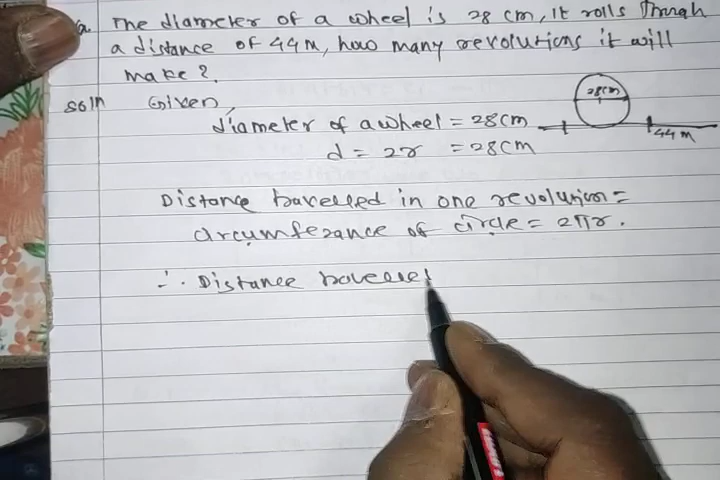 The diameter of a wheel is 28 cm, it rolls through
a distance of 44 m, how many revolutions it will
make?
Soln Given,
28cm
diameter of a wheel = 28cm
44 m
d = 2r = 28cm
Distance travelled in one revolution =
circumferance of circle = 2πr.
∴ Distance travelled